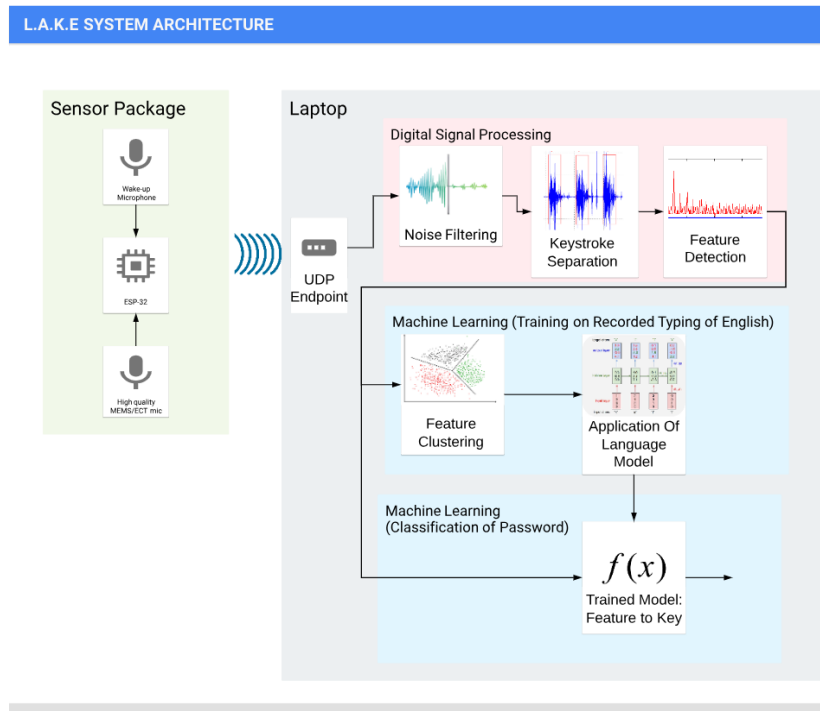 L.A.K.E SYSTEM ARCHITECTURE
Sensor Package
Wake-up
Microphone
ESP-32
High quality
MEMS/ECT mic
Laptop
UDP
Endpoint
Digital Signal Processing
Noise Filtering
Keystroke
Separation
Feature
Detection
Machine Learning (Training on Recorded Typing of English)
Feature
Clustering
Application Of
Language
Model
Machine Learning
(Classification of Password)
f(x)
Trained Model:
Feature to Key